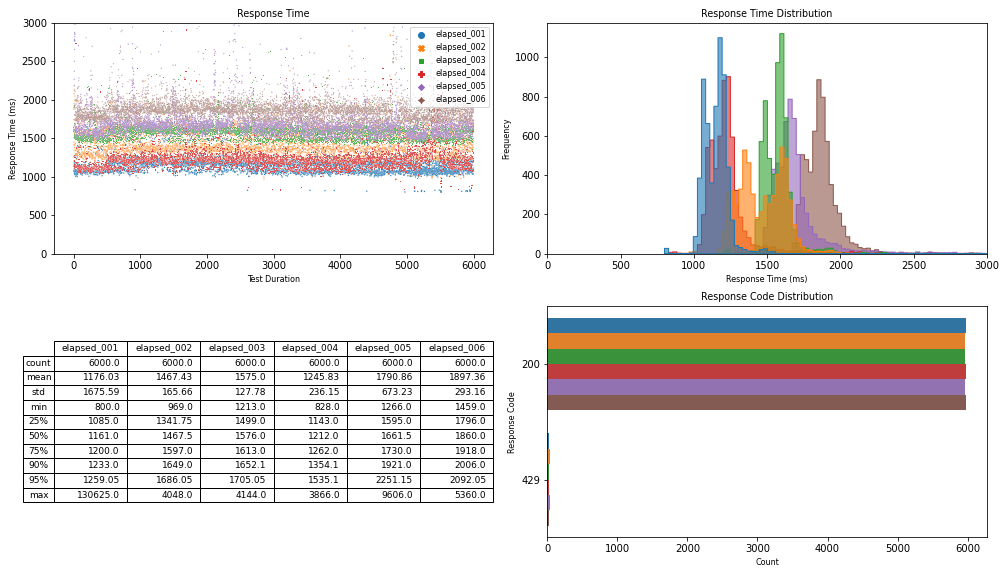 Response Time
Response Time (ms)
3000
2500
2000
1500
1000
500
0
0 1000 2000 3000 4000 5000 6000
Test Duration
elapsed_001
elapsed_002
elapsed_003
elapsed_004
elapsed_005
elapsed_006
Response Time Distribution
Frequency
1000
800
600
400
200
0
0 500 1000 1500 2000 2500 3000
Response Time (ms)
elapsed_001 elapsed_002 elapsed_003 elapsed_004 elapsed_005 elapsed_006
count 6000.0 6000.0 6000.0 6000.0 6000.0 6000.0
mean 1176.03 1467.43 1575.0 1245.83 1790.86 1897.36
std 1675.59 165.66 127.78 236.15 673.23 293.16
min 800.0 969.0 1213.0 828.0 1266.0 1459.0
25% 1085.0 1341.75 1499.0 1143.0 1595.0 1796.0
50% 1161.0 1467.5 1576.0 1212.0 1661.5 1860.0
75% 1200.0 1597.0 1613.0 1262.0 1730.0 1918.0
90% 1233.0 1649.0 1652.1 1354.1 1921.0 2006.0
95% 1259.05 1686.05 1705.05 1535.1 2251.15 2092.05
max 130625.0 4048.0 4144.0 3866.0 9606.0 5360.0
Response Code Distribution
Response Code
200
429
0 1000 2000 3000 4000 5000 6000
Count